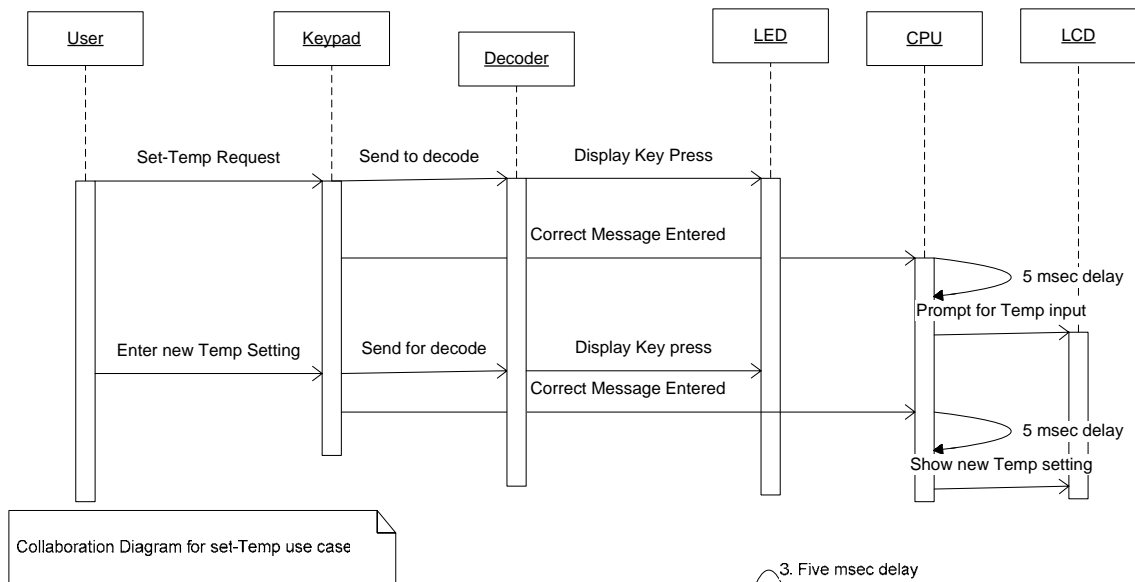 User
Keypad
Decoder
LED
CPU
LCD
Set-Temp Request
Send to decode
Display Key Press
Correct Message Entered
5 msec delay
Prompt for Temp input
Enter new Temp Setting
Send for decode
Display Key press
Correct Message Entered
5 msec delay
Show new Temp setting
Collaboration Diagram for set-Temp use case
3. Five msec delay